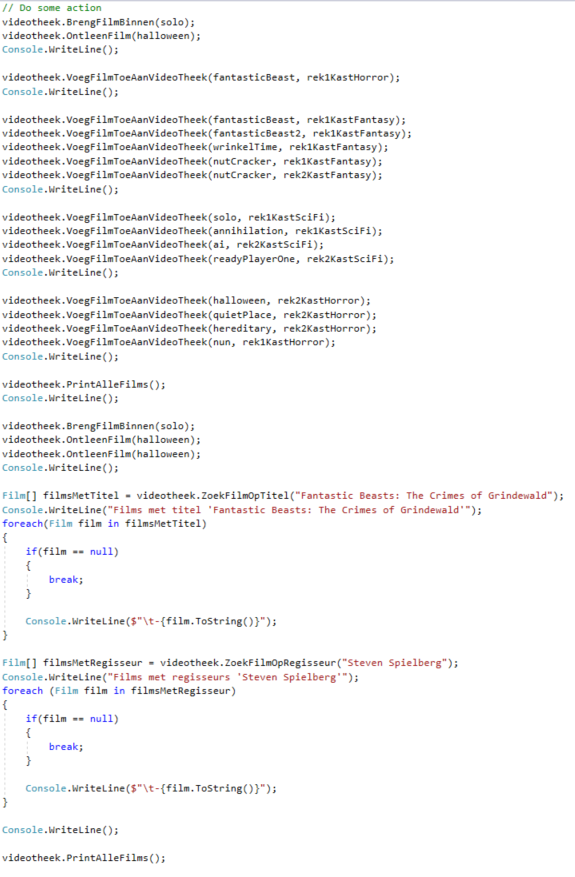 // Do some action
videotheek.BrengFilmBinnen(solo);
videotheek.OntleenFilm(halloween);
Console.WriteLine();

videotheek.VoegFilmToeAanVideoTheek(fantasticBeast, rek1KastHorror);
Console.WriteLine();

videotheek.VoegFilmToeAanVideoTheek(fantasticBeast, rek1KastFantasy);
videotheek.VoegFilmToeAanVideoTheek(fantasticBeast2, rek1KastFantasy);
videotheek.VoegFilmToeAanVideoTheek(wrinkelTime, rek1KastFantasy);
videotheek.VoegFilmToeAanVideoTheek(nutCracker, rek1KastFantasy);
videotheek.VoegFilmToeAanVideoTheek(nutCracker, rek2KastFantasy);
Console.WriteLine();

videotheek.VoegFilmToeAanVideoTheek(solo, rek1KastSciFi);
videotheek.VoegFilmToeAanVideoTheek(annihilation, rek1KastSciFi);
videotheek.VoegFilmToeAanVideoTheek(ai, rek2KastSciFi);
videotheek.VoegFilmToeAanVideoTheek(readyPlayerOne, rek2KastSciFi);
Console.WriteLine();

videotheek.VoegFilmToeAanVideoTheek(halloween, rek2KastHorror);
videotheek.VoegFilmToeAanVideoTheek(quietPlace, rek2KastHorror);
videotheek.VoegFilmToeAanVideoTheek(hereditary, rek2KastHorror);
videotheek.VoegFilmToeAanVideoTheek(nun, rek1KastHorror);
Console.WriteLine();

videotheek.PrintAlleFilms();
Console.WriteLine();

videotheek.BrengFilmBinnen(solo);
videotheek.OntleenFilm(halloween);
videotheek.OntleenFilm(halloween);
Console.WriteLine();

Film[] filmsMetTitel = videotheek.ZoekFilmOpTitel("Fantastic Beasts: The Crimes of Grindewald");
Console.WriteLine("Films met titel 'Fantastic Beasts: The Crimes of Grindewald'");
foreach(Film film in filmsMetTitel)
{
    if(film == null)
    {
        break;
    }

    Console.WriteLine($"\t-{film.ToString()}");
}

Film[] filmsMetRegisseur = videotheek.ZoekFilmOpRegisseur("Steven Spielberg");
Console.WriteLine("Films met regisseurs 'Steven Spielberg'");
foreach (Film film in filmsMetRegisseur)
{
    if(film == null)
    {
        break;
    }

    Console.WriteLine($"\t-{film.ToString()}");
}

Console.WriteLine();

videotheek.PrintAlleFilms();